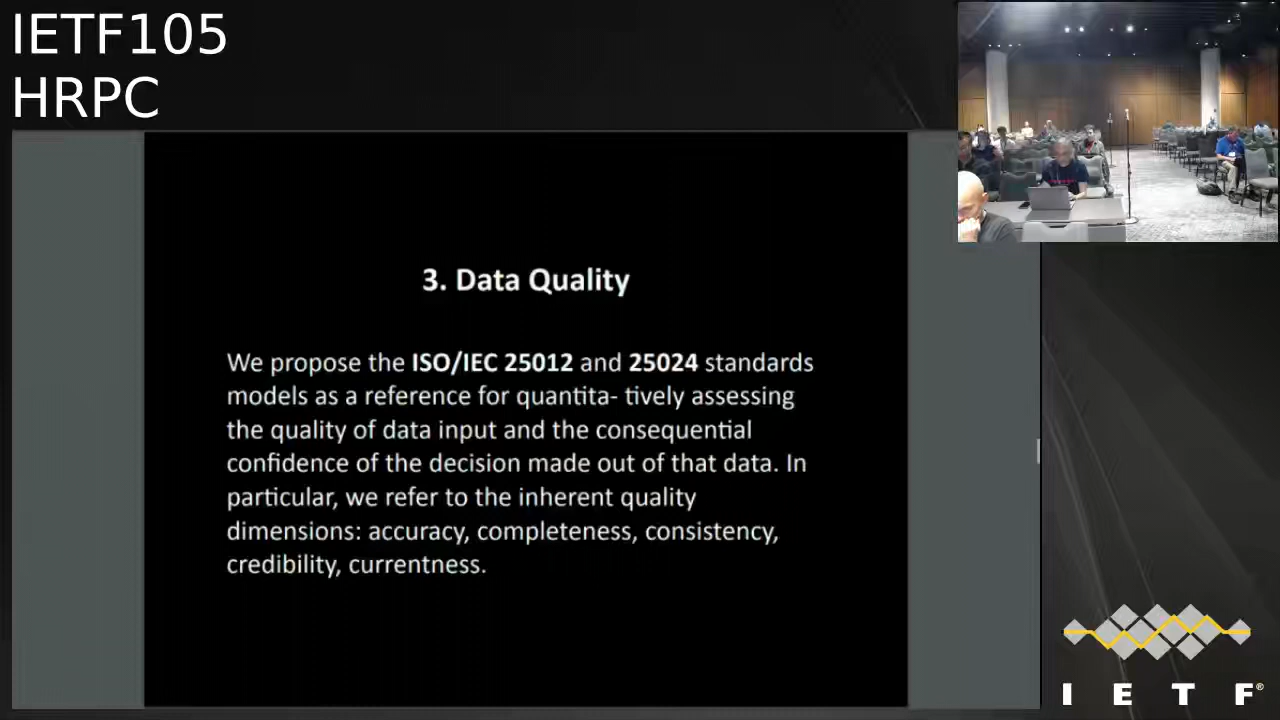 IETF105
HRPC
3. Data Quality
We propose the ISO/IEC 25012 and 25024 standards
models as a reference for quantita- tively assessing
the quality of data input and the consequential
confidence of the decision made out of that data. In
particular, we refer to the inherent quality
dimensions: accuracy, completeness, consistency,
credibility, currentness.
I E T F®